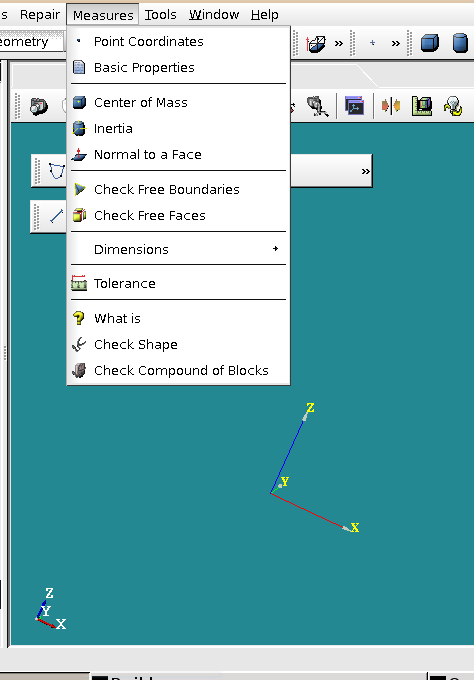 s Repair Measures Tools Window Help
eometry
Point Coordinates
Basic Properties
Center of Mass
Inertia
Normal to a Face
Check Free Boundaries
Check Free Faces
Dimensions
Tolerance
What is
Check Shape
Check Compound of Blocks
Z
Y
X
Z
Y
X